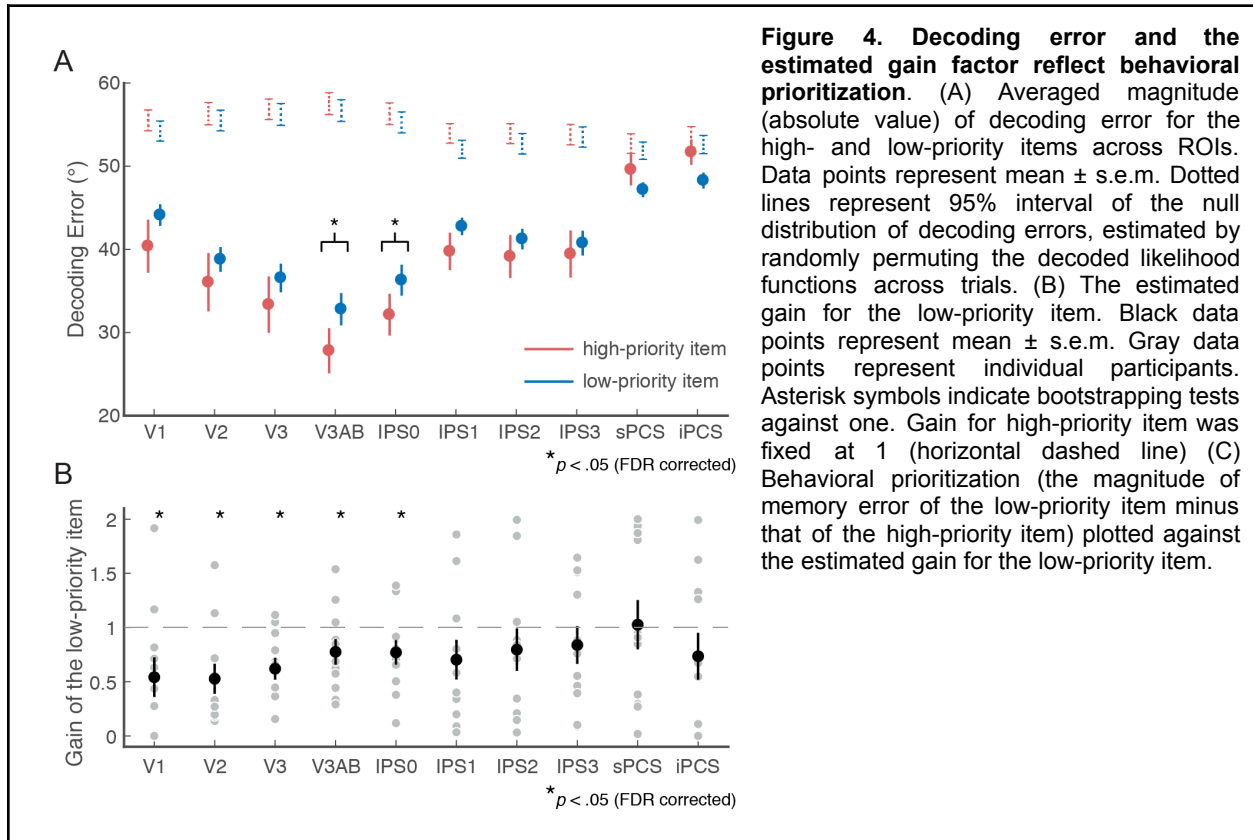 A
Decoding Error (°)
60
50
40
30
20
*
*
high-priority item
low-priority item
V1 V2 V3 V3AB IPS0 IPS1 IPS2 IPS3 sPCS iPCS
*p < .05 (FDR corrected)
B
Gain of the low-priority item
* * * * *
2
1.5
1
0.5
0
V1 V2 V3 V3AB IPS0 IPS1 IPS2 IPS3 sPCS iPCS
*p < .05 (FDR corrected)
Figure 4. Decoding error and the
estimated gain factor reflect behavioral
prioritization. (A) Averaged magnitude
(absolute value) of decoding error for the
high- and low-priority items across ROIs.
Data points represent mean ± s.e.m. Dotted
lines represent 95% interval of the null
distribution of decoding errors, estimated by
randomly permuting the decoded likelihood
functions across trials. (B) The estimated
gain for the low-priority item. Black data
points represent mean ± s.e.m. Gray data
points represent individual participants.
Asterisk symbols indicate bootstrapping tests
against one. Gain for high-priority item was
fixed at 1 (horizontal dashed line) (C)
Behavioral prioritization (the magnitude of
memory error of the low-priority item minus
that of the high-priority item) plotted against
the estimated gain for the low-priority item.